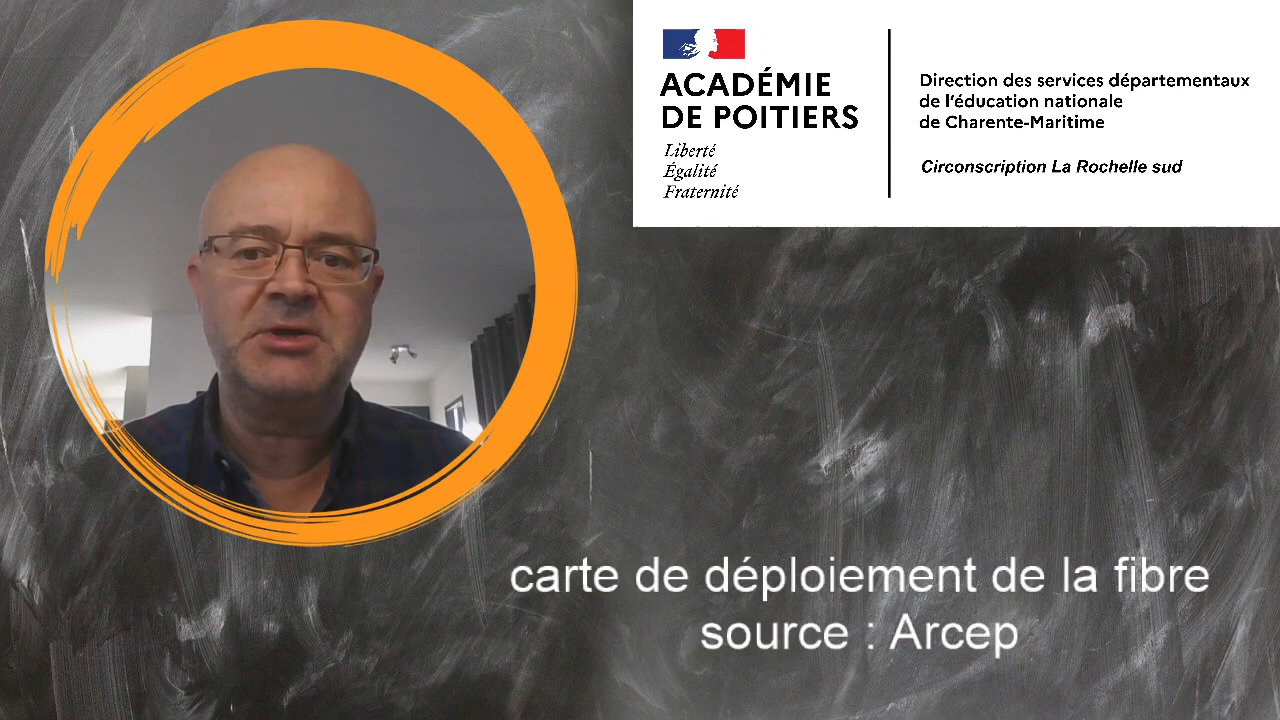 ACADÉMIE
DE POITIERS
Liberté
Égalité
Fraternité
Direction des services départementaux
de l'éducation nationale
de Charente-Maritime
Circonscription La Rochelle sud
carte de déploiement de la fibre
source : Arcep